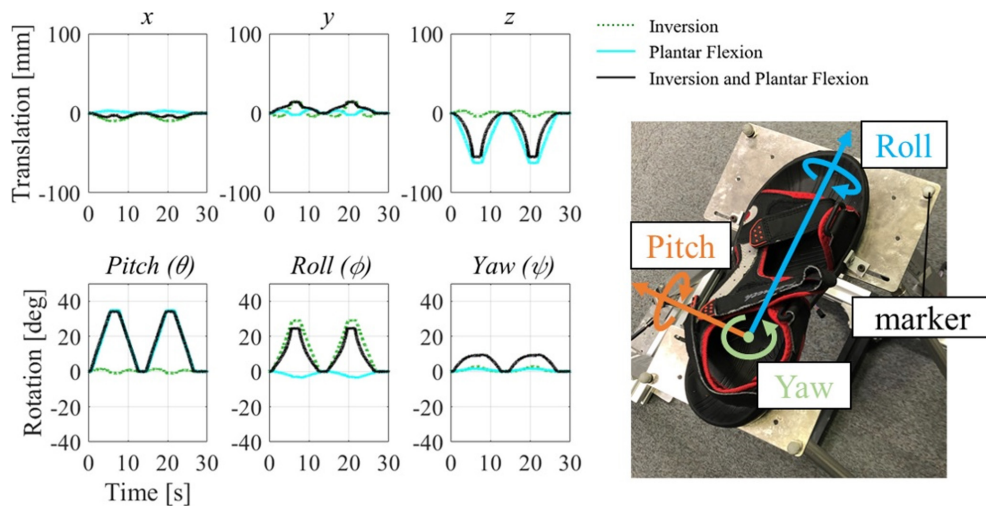 x
y
z
Translation [mm]
100
0
-100
0 10 20 30
100
0
-100
0 10 20 30
100
0
-100
0 10 20 30
Pitch (θ)
Roll (ϕ)
Yaw (ψ)
Rotation [deg]
40
20
0
-20
-40
0 10 20 30
40
20
0
-20
-40
0 10 20 30
40
20
0
-20
-40
0 10 20 30
Time [s]
Inversion
Plantar Flexion
Inversion and Plantar Flexion
Roll
Pitch
marker
Yaw